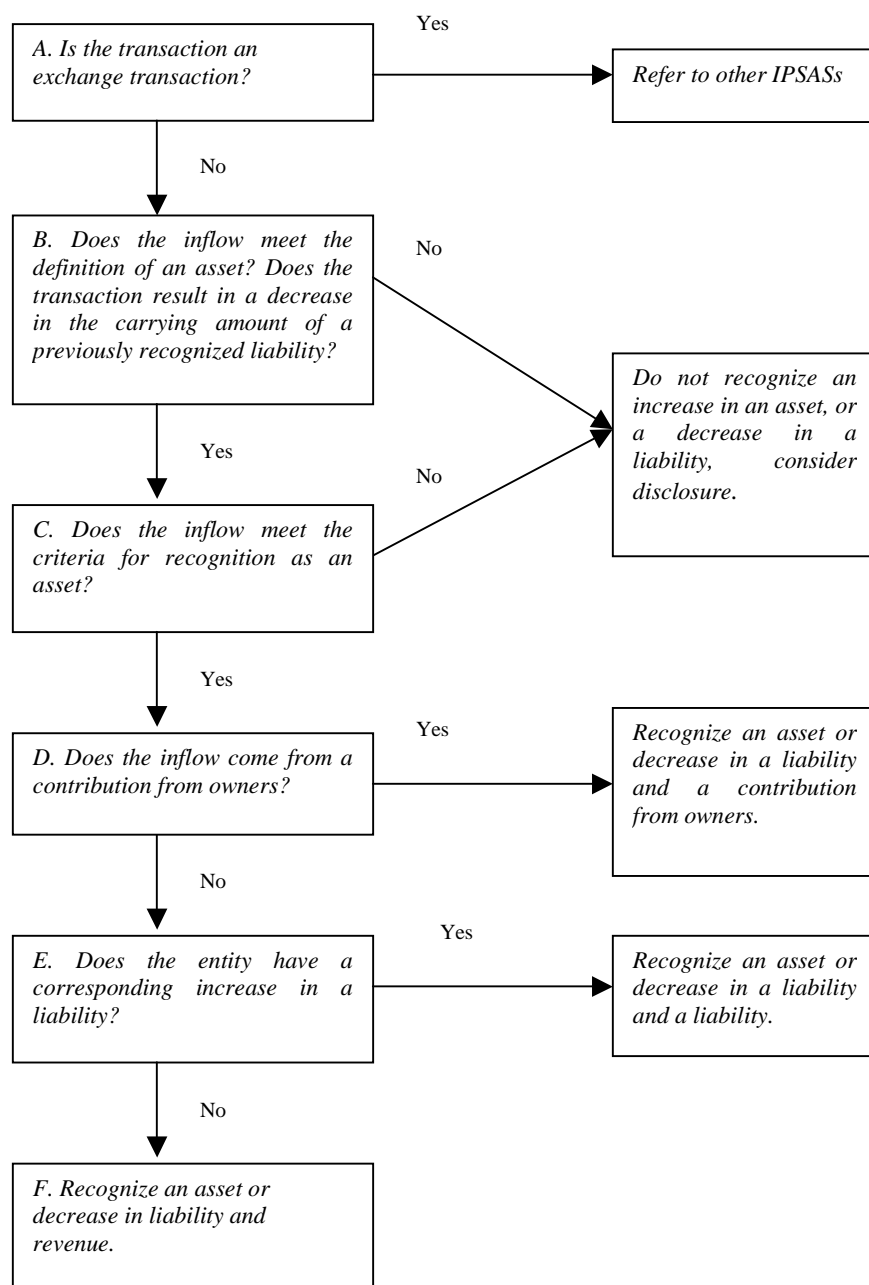 Yes
A. Is the transaction an
exchange transaction?
Refer to other IPSASs
No
B. Does the inflow meet the
definition of an asset? Does the
transaction result in a decrease
in the carrying amount of a
previously recognized liability?
No
Do not recognize an
increase in an asset, or
a decrease in a
liability, consider
disclosure.
Yes
No
C. Does the inflow meet the
criteria for recognition as an
asset?
Yes
Yes
D. Does the inflow come from a
contribution from owners?
Recognize an asset or
decrease in a liability
and a contribution
from owners.
No
Yes
E. Does the entity have a
corresponding increase in a
liability?
Recognize an asset or
decrease in a liability
and a liability.
No
F. Recognize an asset or
decrease in liability and
revenue.